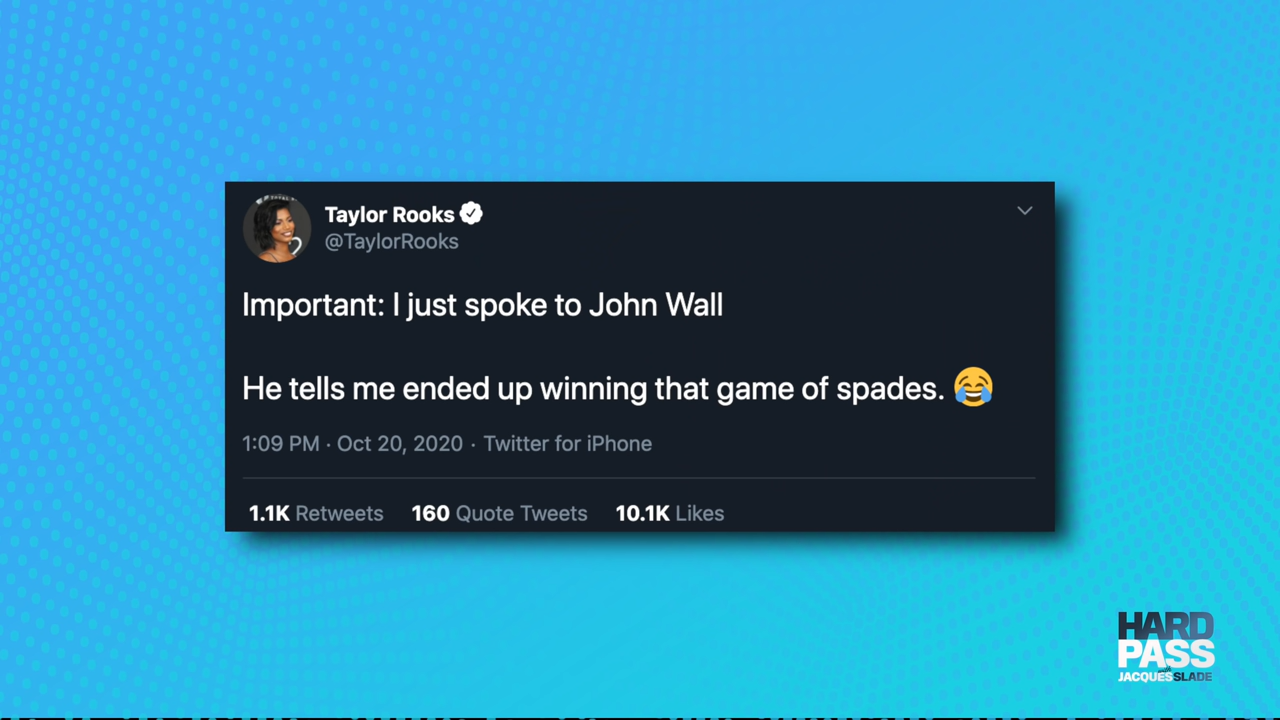 Taylor Rooks
@TaylorRooks
Important: I just spoke to John Wall
He tells me ended up winning that game of spades. 😂
1:09 PM · Oct 20, 2020 · Twitter for iPhone
1.1K Retweets 160 Quote Tweets 10.1K Likes
HARD
PASS
with
JACQUES SLADE